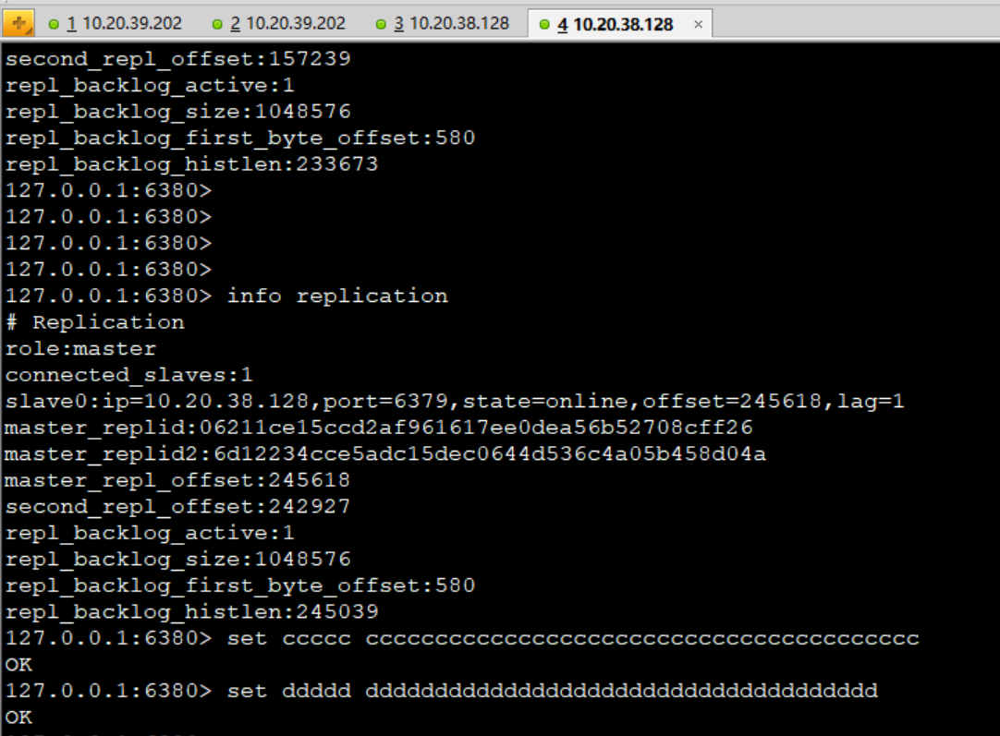 1 10.20.39.202 2 10.20.39.202 3 10.20.38.128 4 10.20.38.128 ×
second_repl_offset:157239
repl_backlog_active:1
repl_backlog_size:1048576
repl_backlog_first_byte_offset:580
repl_backlog_histlen:233673
127.0.0.1:6380>
127.0.0.1:6380>
127.0.0.1:6380>
127.0.0.1:6380>
127.0.0.1:6380> info replication
# Replication
role:master
connected_slaves:1
slave0:ip=10.20.38.128,port=6379,state=online,offset=245618,lag=1
master_replid:06211ce15ccd2af961617ee0dea56b52708cff26
master_replid2:6d12234cce5adc15dec0644d536c4a05b458d04a
master_repl_offset:245618
second_repl_offset:242927
repl_backlog_active:1
repl_backlog_size:1048576
repl_backlog_first_byte_offset:580
repl_backlog_histlen:245039
127.0.0.1:6380> set ccccc cccccccccccccccccccccccccccccccccccccccc
OK
127.0.0.1:6380> set ddddd ddddddddddddddddddddddddddddddddddddd
OK